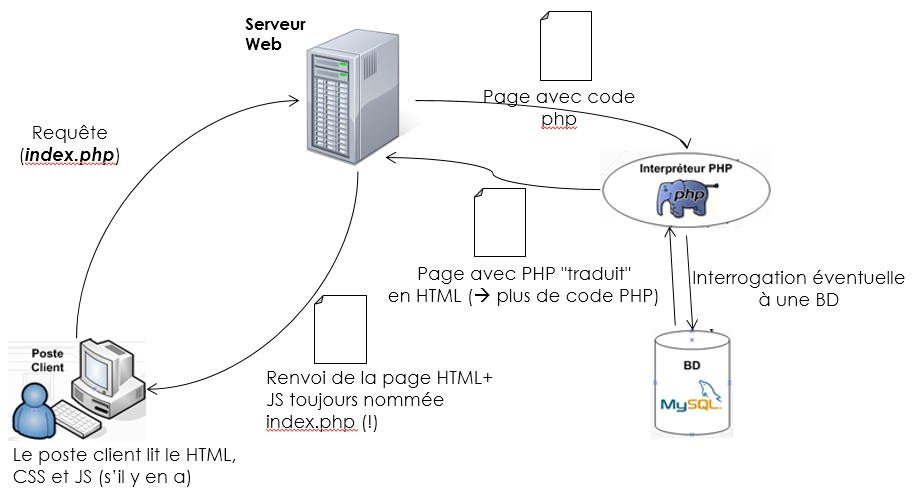 Serveur
Web
Page avec code
php
Requête
(index.php)
Interpréteur PHP
php
Page avec PHP "traduit"
en HTML (→ plus de code PHP)
Interrogation éventuelle
à une BD
Poste
Client
BD
MySQL
Renvoi de la page HTML+
JS toujours nommée
index.php (!)
Le poste client lit le HTML,
CSS et JS (s'il y en a)